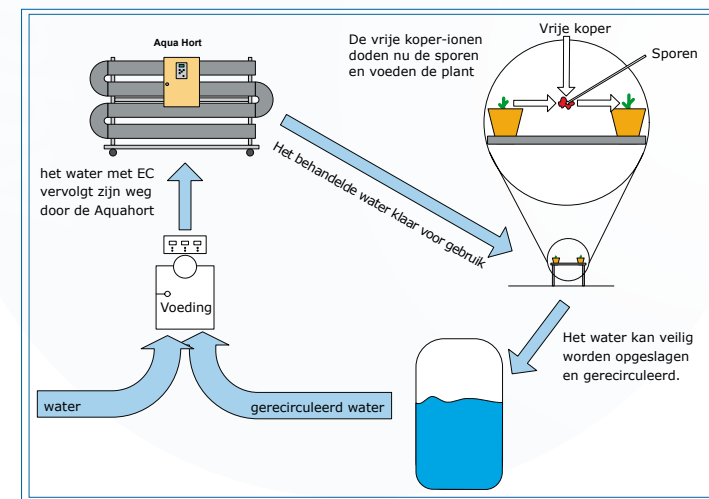 Aqua Hort
De vrije koper-ionen
doden nu de sporen
en voeden de plant
Vrije koper
Sporen
het water met EC
vervolgt zijn weg
door de Aquahort
Het behandelde water klaar voor gebruik
Voeding
water
gerecirculeerd water
Het water kan veilig
worden opgeslagen
en gerecirculeerd.